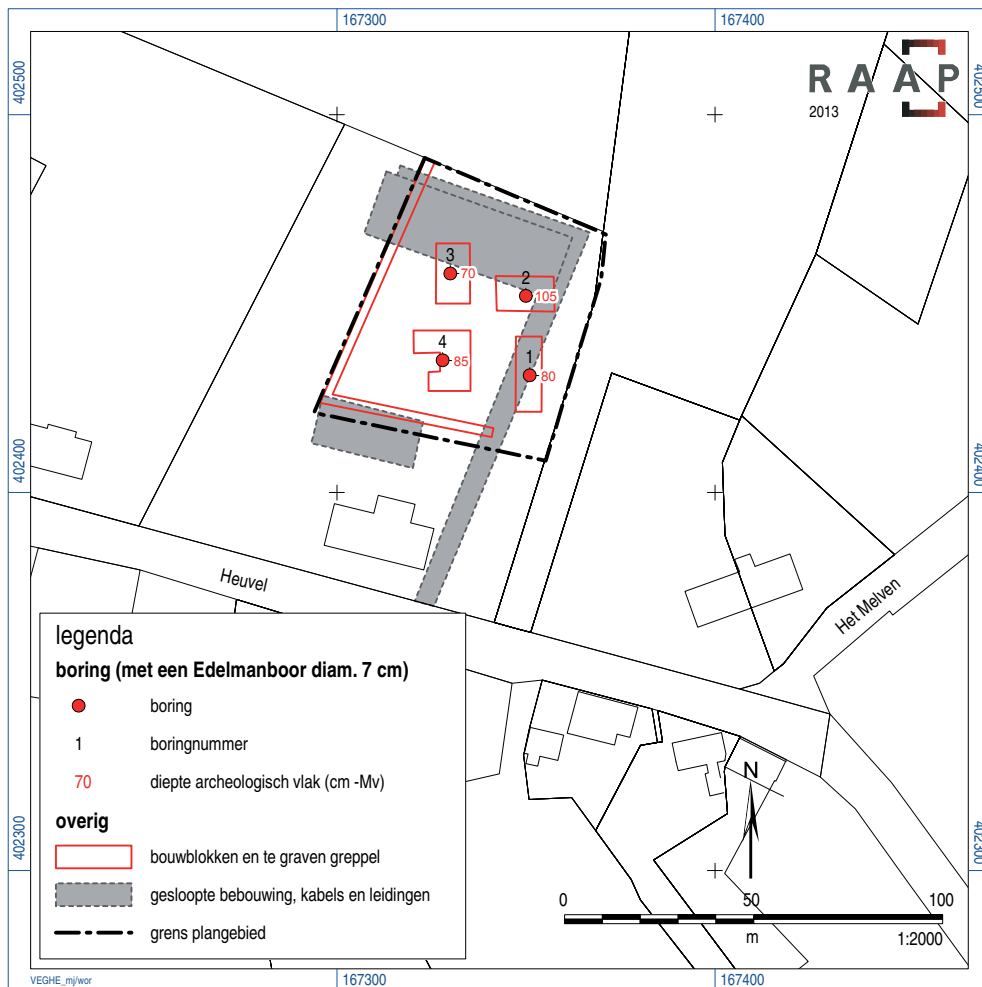 167300
167400
402500
402500
RAAP
2013
3
70
2
105
4
85
1
80
402400
402400
Heuvel
Het Melven
legenda
boring (met een Edelmanboor diam. 7 cm)
boring
1 boringnummer
70 diepte archeologisch vlak (cm -Mv)
overig
bouwblokken en te graven greppel
gesloopte bebouwing, kabels en leidingen
grens plangebied
N
402300
402300
0 50 100
m 1:2000
VEGHE_mj/wor
167300
167400